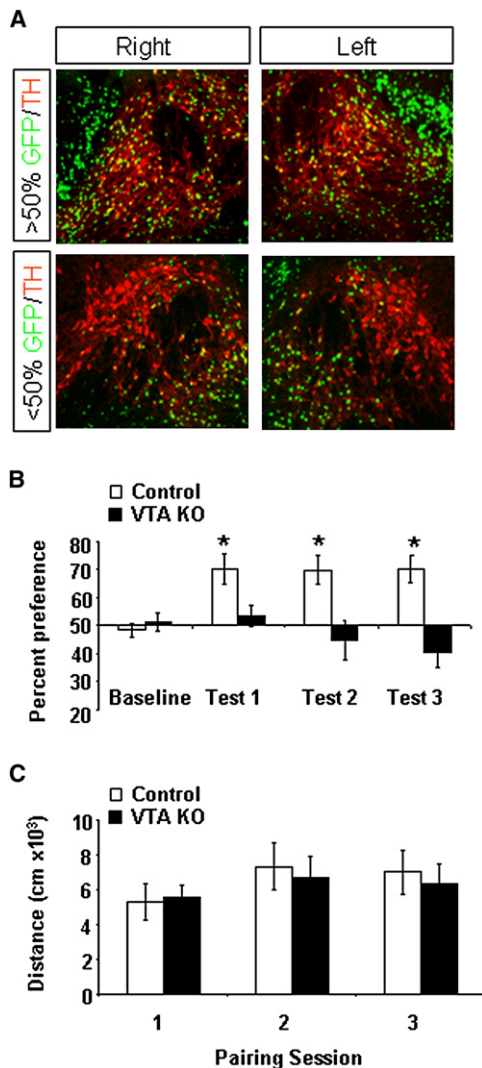 A
Right
Left
>50% GFP/TH
<50% GFP/TH
B
Control
VTA KO
Percent preference
80
70
60
50
40
30
20
* * *
Baseline Test 1 Test 2 Test 3
C
Control
VTA KO
Distance (cm x10³)
10
8
6
4
2
0
1 2 3
Pairing Session